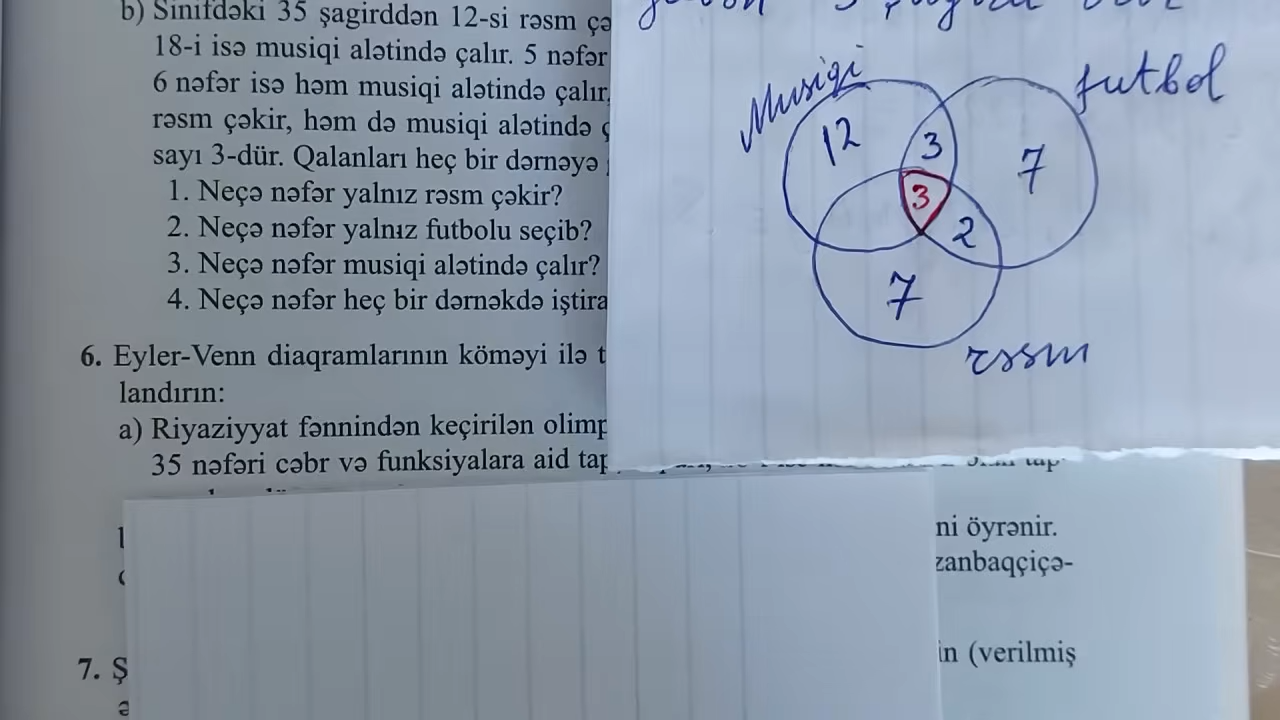 b) Sinifdəki 35 şagirddən 12-si rəsm çə
18-i isə musiqi alətində çalır. 5 nəfər
6 nəfər isə həm musiqi alətində çalır,
rəsm çəkir, həm də musiqi alətində ç
sayı 3-dür. Qalanları heç bir dərnəyə
1. Neçə nəfər yalnız rəsm çəkir?
2. Neçə nəfər yalnız futbolu seçib?
3. Neçə nəfər musiqi alətində çalır?
4. Neçə nəfər heç bir dərnəkdə iştira
6. Eyler-Venn diaqramlarının köməyi ilə t
landırın:
a) Riyaziyyat fənnindən keçirilən olimp
35 nəfəri cəbr və funksiyalara aid tap
ni öyrənir.
zanbaqçiçə-
7. Ş
in (verilmiş
ə
Musiqi
futbol
12
3
7
3
2
7
rəsm